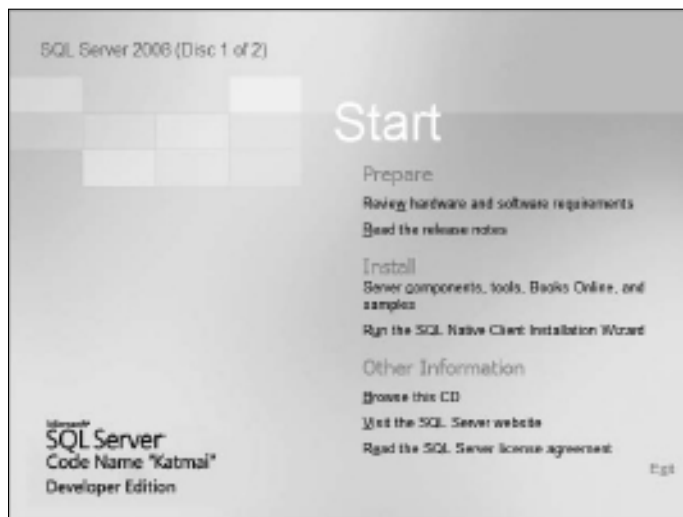 SQL Server 2008 (Disc 1 of 2)
Start
Prepare
Review hardware and software requirements
Read the release notes
Install
Server components, tools, Books Online, and
samples
Run the SQL Native Client Installation Wizard
Other Information
Browse this CD
Visit the SQL Server website
Read the SQL Server license agreement
Exit
Microsoft®
SQL Server
Code Name "Katmai"
Developer Edition